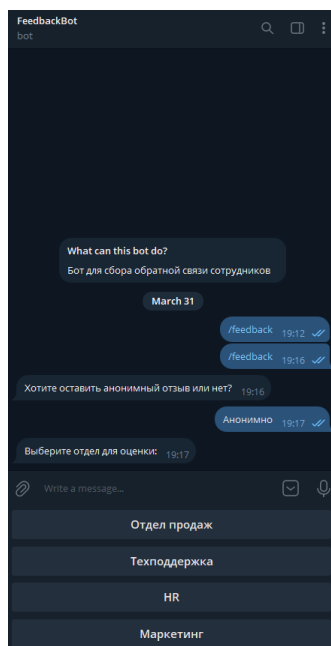 FeedbackBot
bot
What can this bot do?
Бот для сбора обратной связи сотрудников
March 31
/feedback 19:12
/feedback 19:16
Хотите оставить анонимный отзыв или нет? 19:16
Анонимно 19:17
Выберите отдел для оценки: 19:17
Write a message...
Отдел продаж
Техподдержка
HR
Маркетинг